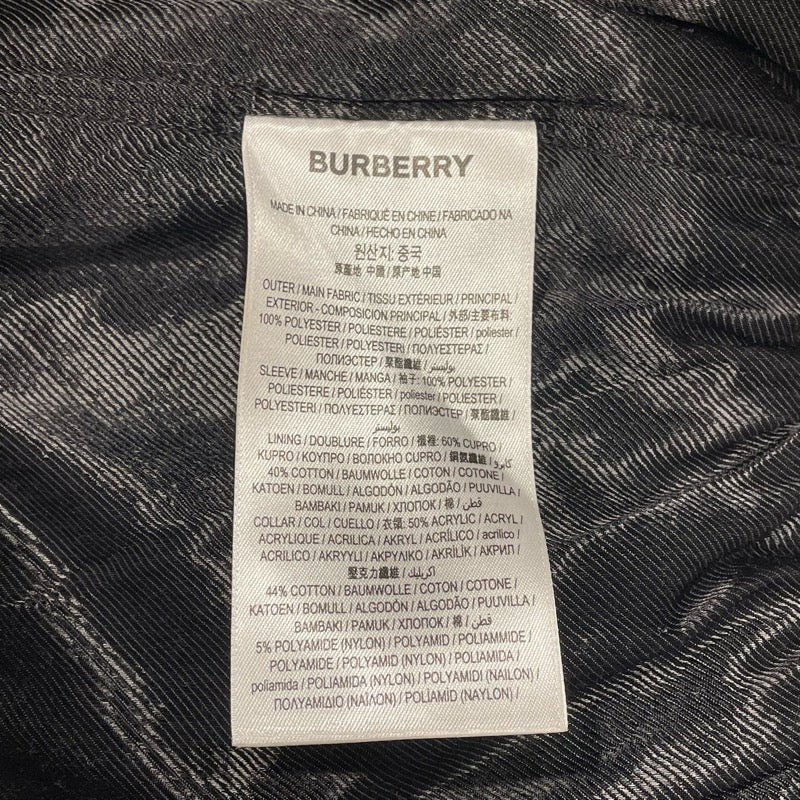 BURBERRY
MADE IN CHINA / FABRIQUÉ EN CHINE / FABRICADO NA
CHINA / HECHO EN CHINA
원산지: 중국
原產地 中國 / 原产地 中国
OUTER / MAIN FABRIC / TISSU EXTÉRIEUR / PRINCIPAL /
EXTERIOR - COMPOSICION PRINCIPAL / 外部/主要布料:
100% POLYESTER / POLIESTERE / POLIÉSTER / poliester /
POLIESTER / POLYESTERI / ΠΟΛΥΕΣΤΕΡΑΣ /
ПОЛИЭСТЕР / 聚酯纖維 / بوليستر
SLEEVE / MANCHE / MANGA / 袖子: 100% POLYESTER /
POLIESTERE / POLIÉSTER / poliester / POLIESTER /
POLYESTERI / ΠΟΛΥΕΣΤΕΡΑΣ / ПОЛИЭСТЕР / 聚酯纖維 /
بوليستر
LINING / DOUBLURE / FORRO / 襯裡: 60% CUPRO /
KUPRO / ΚΟΥΠΡΟ / ВОЛОКНО CUPRO / 銅氨纖維 / كابرو
40% COTTON / BAUMWOLLE / COTON / COTONE /
KATOEN / BOMULL / ALGODÓN / ALGODÃO / PUUVILLA /
BAMBAKI / PAMUK / ХЛОПОК / 棉 / قطن
COLLAR / COL / CUELLO / 衣領: 50% ACRYLIC / ACRYL /
ACRYLIQUE / ACRILICA / AKRYL / ACRÍLICO / acrilico /
ACRILICO / AKRYYLI / ΑΚΡΥΛΙΚΟ / AKRİLİK / АКРИЛ /
壓克力纖維 / اكريليك
44% COTTON / BAUMWOLLE / COTON / COTONE /
KATOEN / BOMULL / ALGODÓN / ALGODÃO / PUUVILLA /
BAMBAKI / PAMUK / ХЛОПОК / 棉 / قطن
5% POLYAMIDE (NYLON) / POLYAMID / POLIAMMIDE /
POLYAMIDE / POLYAMID (NYLON) / POLIAMIDA /
poliamida / POLIAMIDA (NYLON) / POLYAMIDI (NYLON) /
ΠΟΛΥΑΜΙΔΙΟ (ΝΑΪΛΟΝ) / POLİAMİD (NAYLON) /